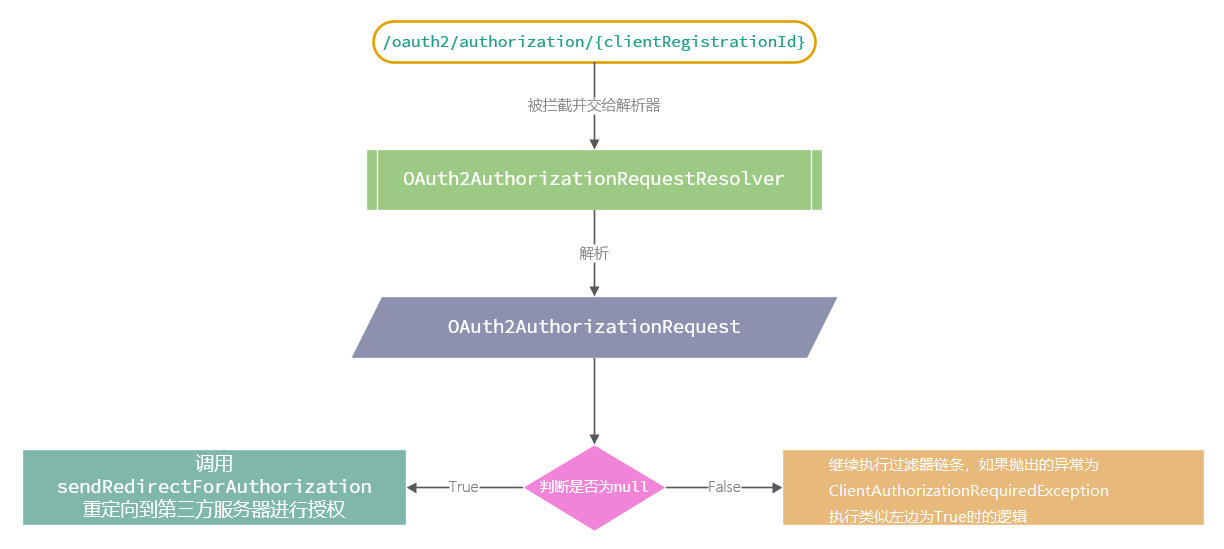 /oauth2/authorization/{clientRegistrationId}
被拦截并交给解析器
OAuth2AuthorizationRequestResolver
解析
OAuth2AuthorizationRequest
调用
sendRedirectForAuthorization
重定向到第三方服务器进行授权
True
判断是否为null
False
继续执行过滤器链条，如果抛出的异常为
ClientAuthorizationRequiredException
执行类似左边为True时的逻辑